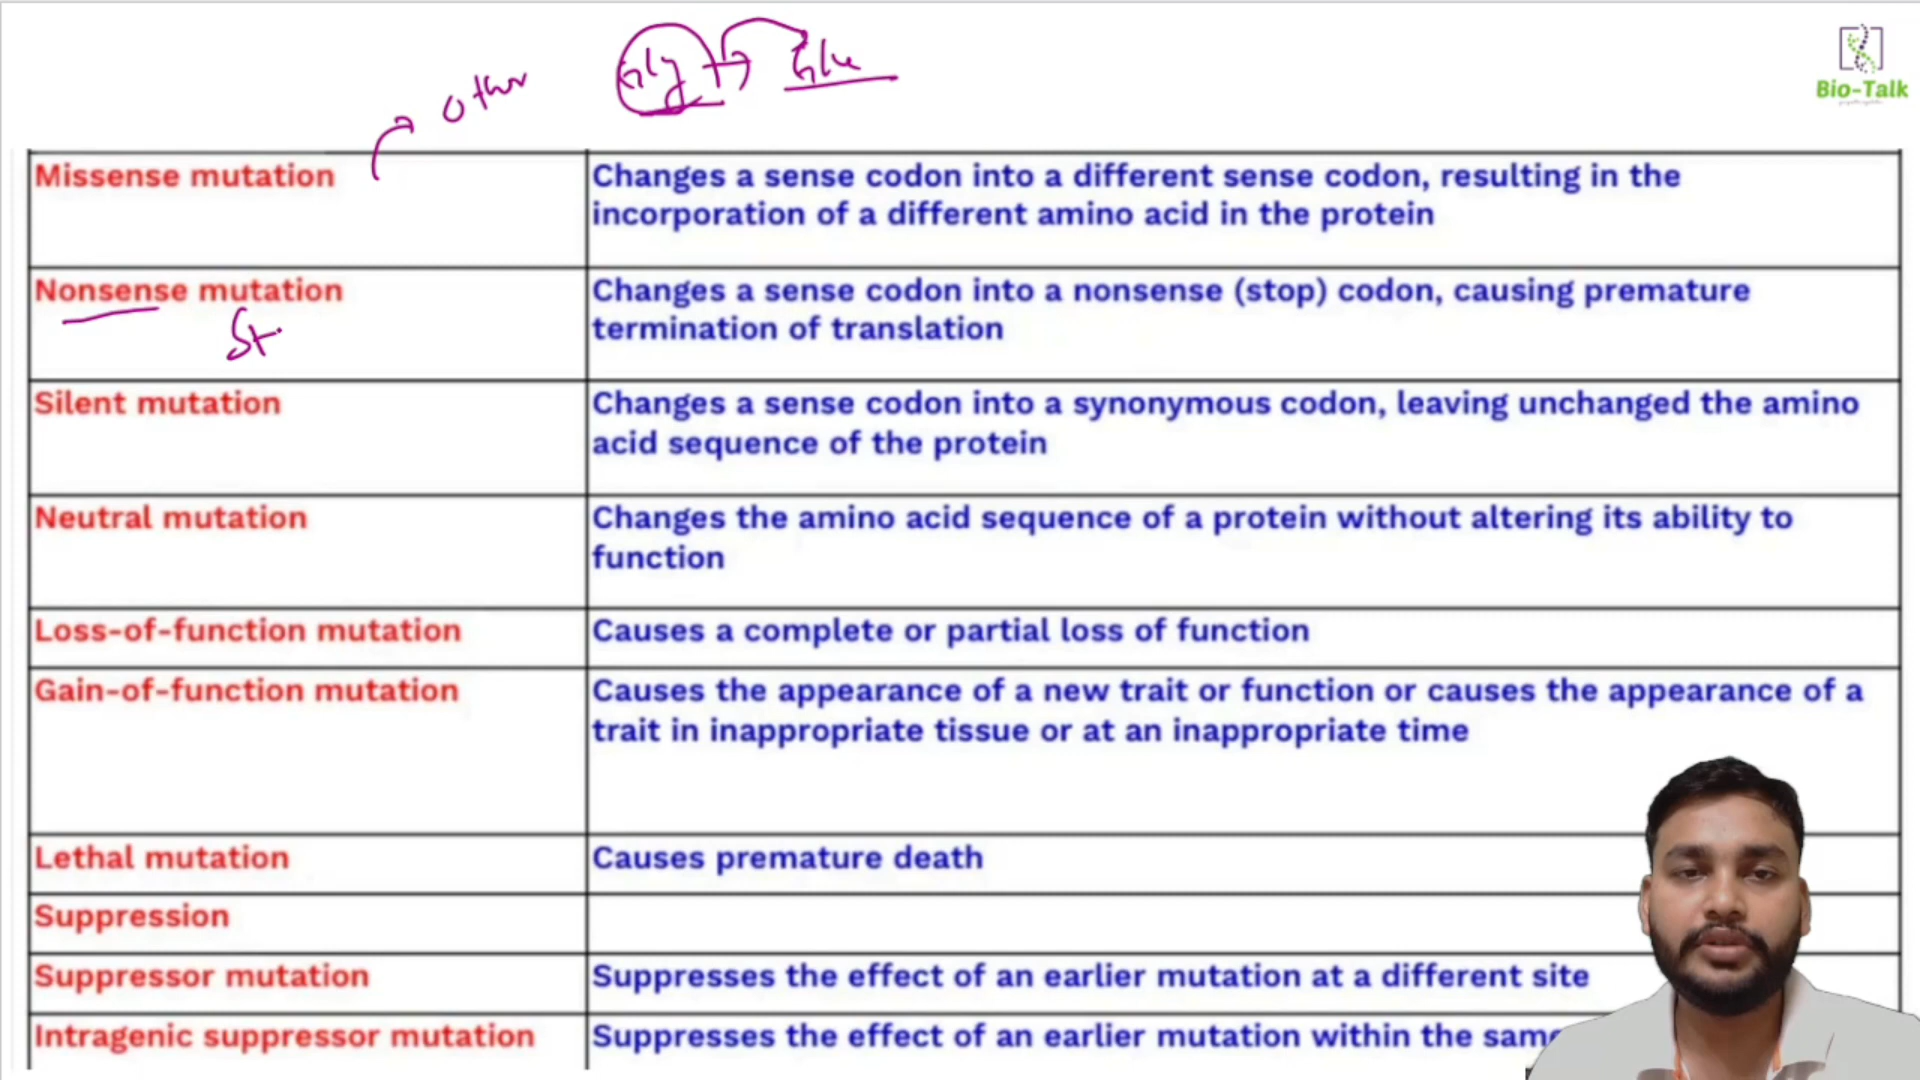 other Gly → Glu
Bio-Talk
Missense mutation
Changes a sense codon into a different sense codon, resulting in the
incorporation of a different amino acid in the protein
Nonsense mutation
St
Changes a sense codon into a nonsense (stop) codon, causing premature
termination of translation
Silent mutation
Changes a sense codon into a synonymous codon, leaving unchanged the amino
acid sequence of the protein
Neutral mutation
Changes the amino acid sequence of a protein without altering its ability to
function
Loss-of-function mutation
Causes a complete or partial loss of function
Gain-of-function mutation
Causes the appearance of a new trait or function or causes the appearance of a
trait in inappropriate tissue or at an inappropriate time
Lethal mutation
Causes premature death
Suppression
Suppressor mutation
Suppresses the effect of an earlier mutation at a different site
Intragenic suppressor mutation
Suppresses the effect of an earlier mutation within the same